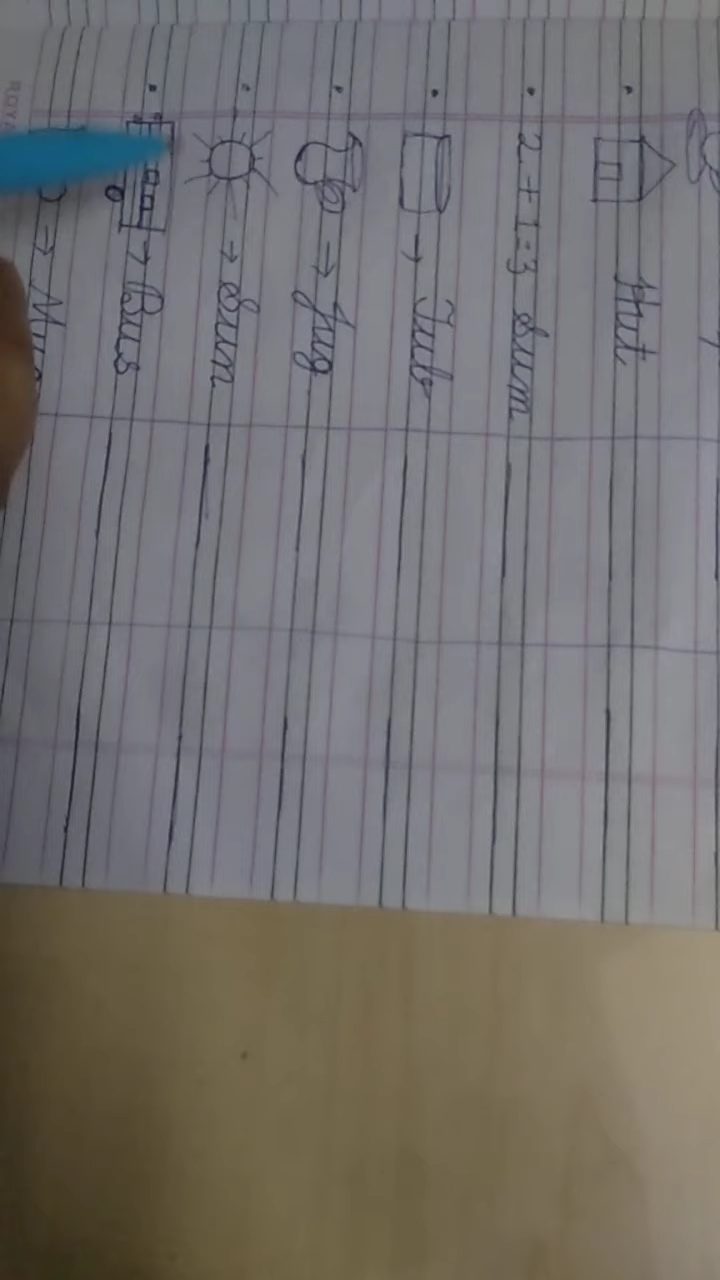 Hut
2 + 1 = 3 Sum
→ Tub
→ Jug
→ Sun
→ Bus